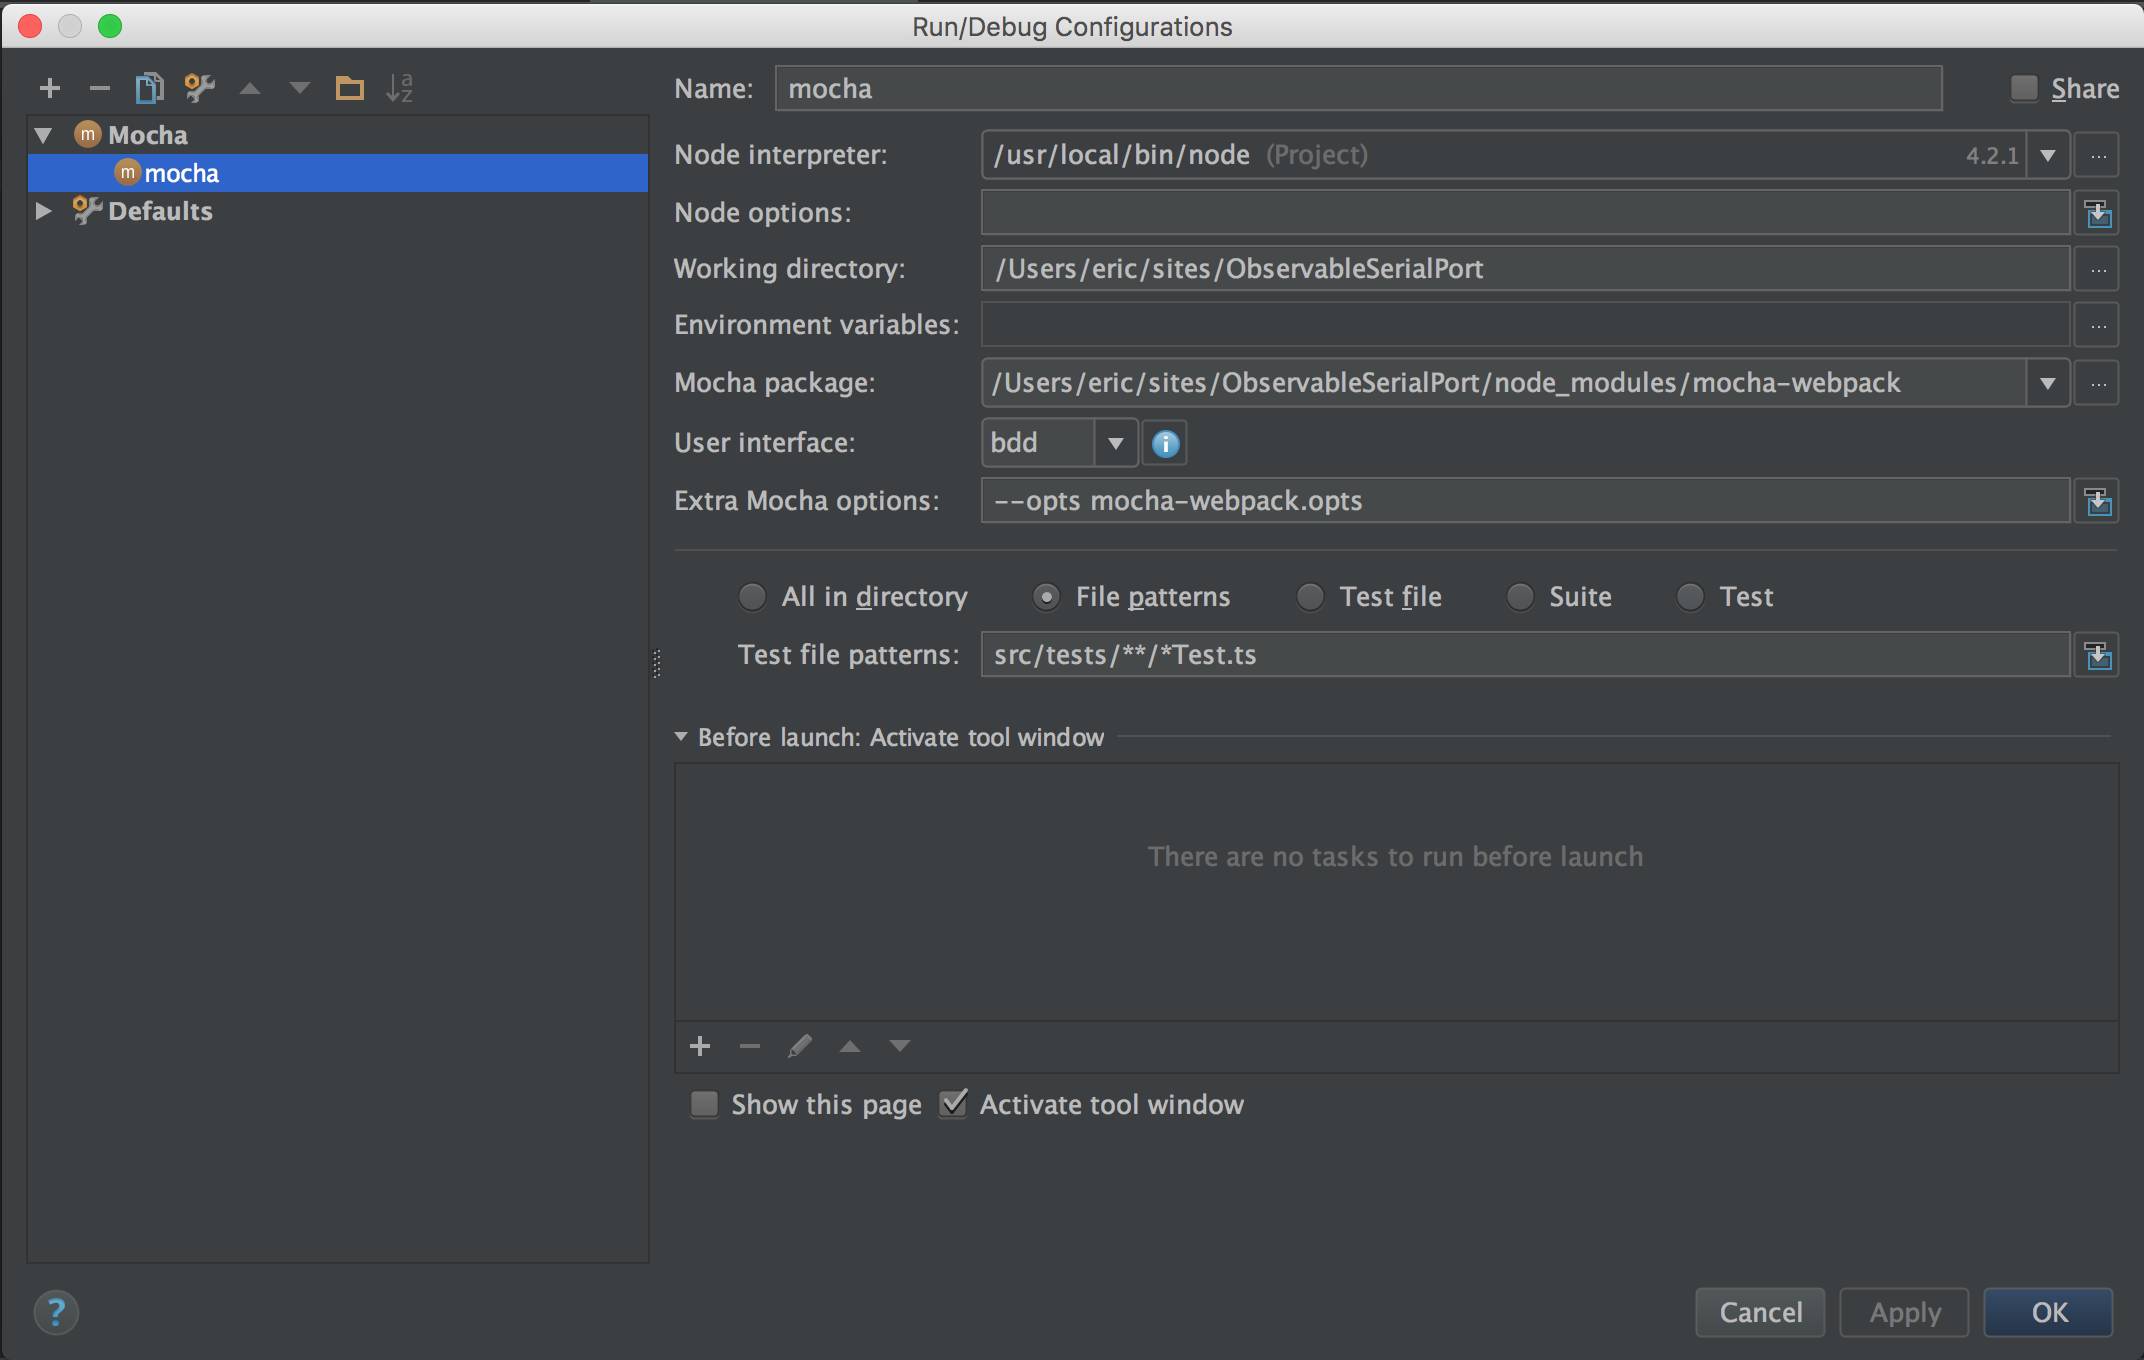 Run/Debug Configurations
Mocha
mocha
Defaults
Name: mocha Share
Node interpreter: /usr/local/bin/node (Project) 4.2.1
Node options:
Working directory: /Users/eric/sites/ObservableSerialPort
Environment variables:
Mocha package: /Users/eric/sites/ObservableSerialPort/node_modules/mocha-webpack
User interface: bdd
Extra Mocha options: --opts mocha-webpack.opts
All in directory File patterns Test file Suite Test
Test file patterns: src/tests/**/*Test.ts
Before launch: Activate tool window
There are no tasks to run before launch
Show this page Activate tool window
Cancel Apply OK